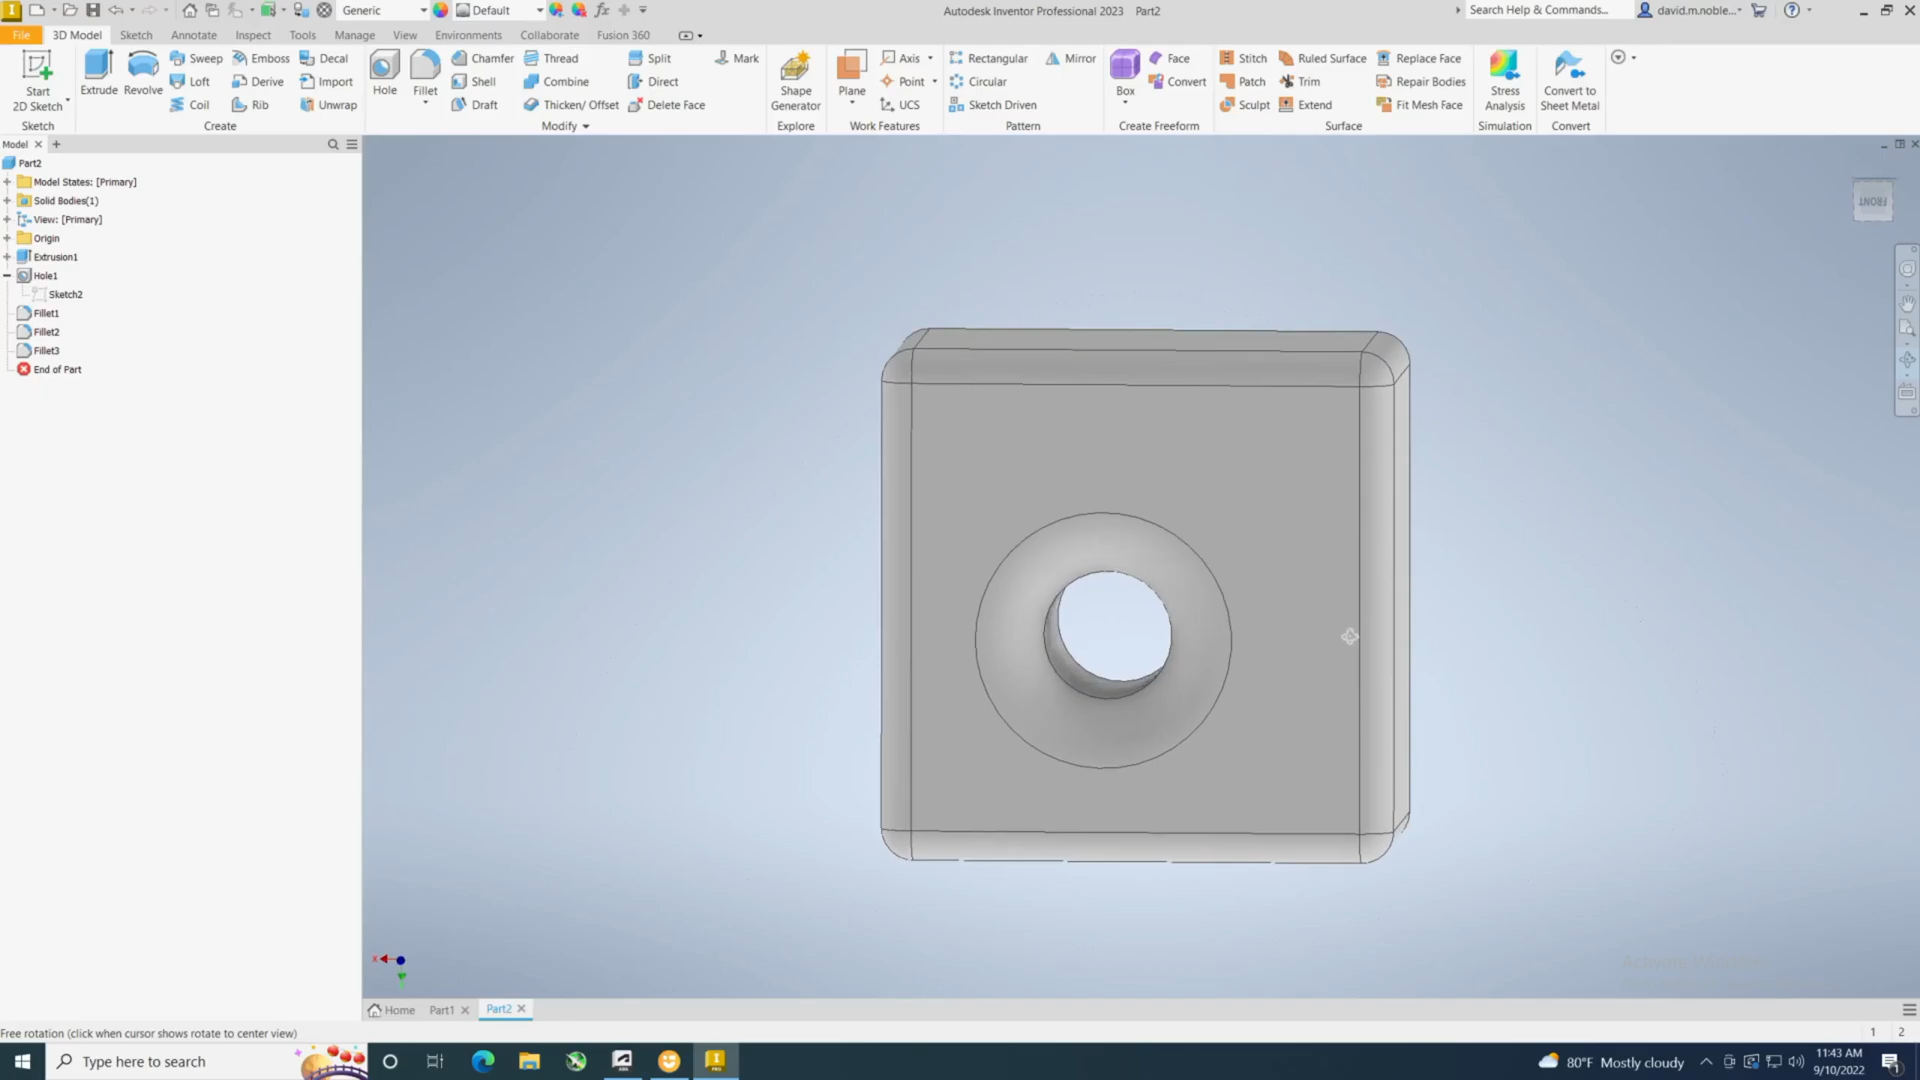 Generic
Default
Autodesk Inventor Professional 2023 Part2
Search Help & Commands...
david.m.noble...
File 3D Model Sketch Annotate Inspect Tools Manage View Environments Collaborate Fusion 360
Start
2D Sketch
Sketch
Extrude
Revolve
Sweep
Emboss
Decal
Loft
Derive
Import
Coil
Rib
Unwrap
Create
Hole
Fillet
Chamfer
Thread
Split
Shell
Combine
Direct
Draft
Thicken/ Offset
Delete Face
Modify
Mark
Shape
Generator
Explore
Plane
Axis
Point
UCS
Work Features
Rectangular
Mirror
Circular
Sketch Driven
Pattern
Box
Face
Convert
Create Freeform
Stitch
Ruled Surface
Replace Face
Patch
Trim
Repair Bodies
Sculpt
Extend
Fit Mesh Face
Surface
Stress
Analysis
Simulation
Convert to
Sheet Metal
Convert
Model
Part2
Model States: [Primary]
Solid Bodies(1)
View: [Primary]
Origin
Extrusion1
Hole1
Sketch2
Fillet1
Fillet2
Fillet3
End of Part
FRONT
x
Home Part1 Part2
Free rotation (click when cursor shows rotate to center view)
1 2
Type here to search
80°F Mostly cloudy
11:43 AM
9/10/2022
1